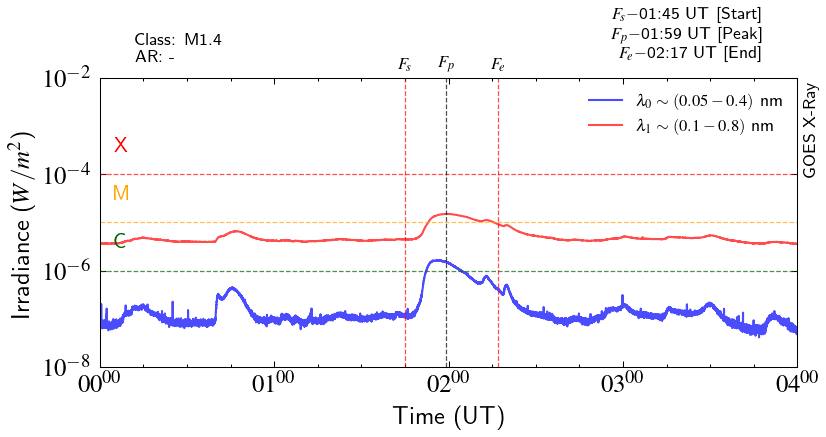 Fs−01:45 UT [Start]
Class: M1.4
Fp−01:59 UT [Peak]
AR: -
Fe−02:17 UT [End]
Fs Fp Fe
10⁻²
λ₀ ∼ (0.05 − 0.4) nm
λ₁ ∼ (0.1 − 0.8) nm
GOES X-Ray
X
10⁻⁴
M
Irradiance (W/m²)
C
10⁻⁶
10⁻⁸
00⁰⁰ 01⁰⁰ 02⁰⁰ 03⁰⁰ 04⁰⁰
Time (UT)